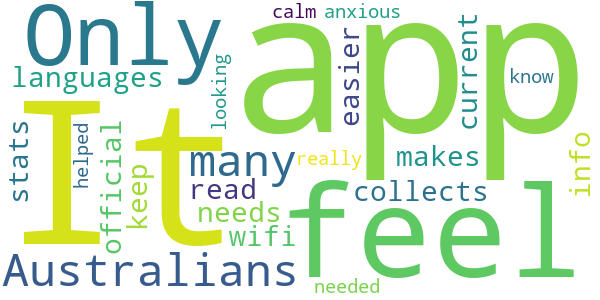 calm anxious
Only
app
languages
looking
easier
current
know
It
stats
helped
official
keep
many
really
makes
info
read
collects
needs
feel
wifi
Australians
needed